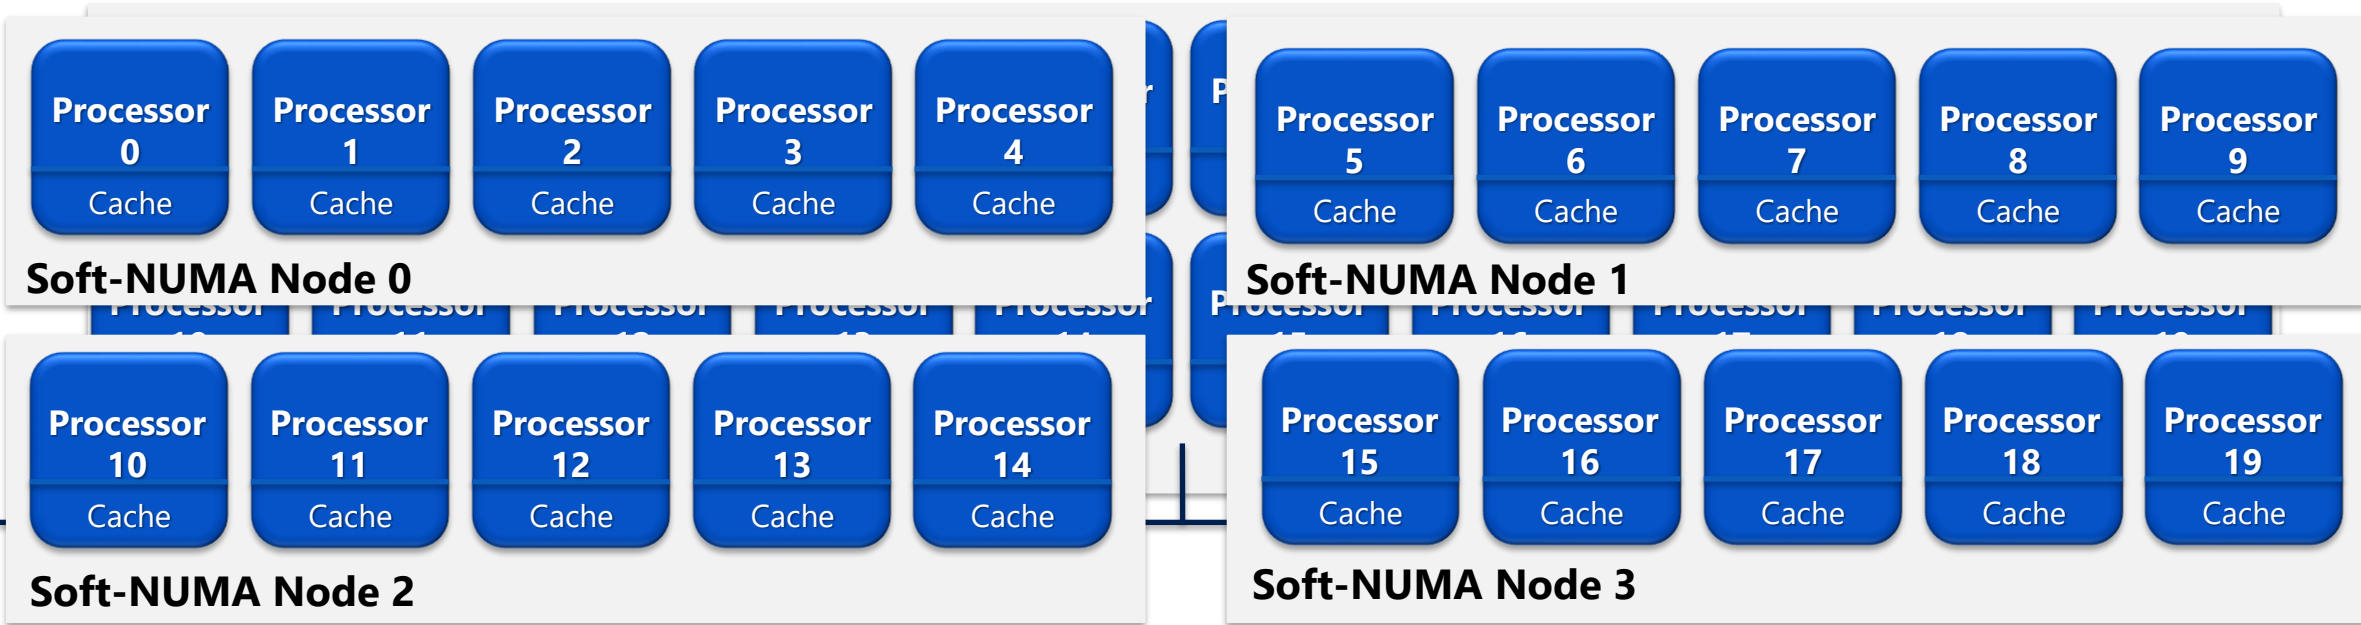 Processor
0
Cache
Processor
1
Cache
Processor
2
Cache
Processor
3
Cache
Processor
4
Cache
Soft-NUMA Node 0
Processor
5
Cache
Processor
6
Cache
Processor
7
Cache
Processor
8
Cache
Processor
9
Cache
Soft-NUMA Node 1
Processor
10
Cache
Processor
11
Cache
Processor
12
Cache
Processor
13
Cache
Processor
14
Cache
Soft-NUMA Node 2
Processor
15
Cache
Processor
16
Cache
Processor
17
Cache
Processor
18
Cache
Processor
19
Cache
Soft-NUMA Node 3